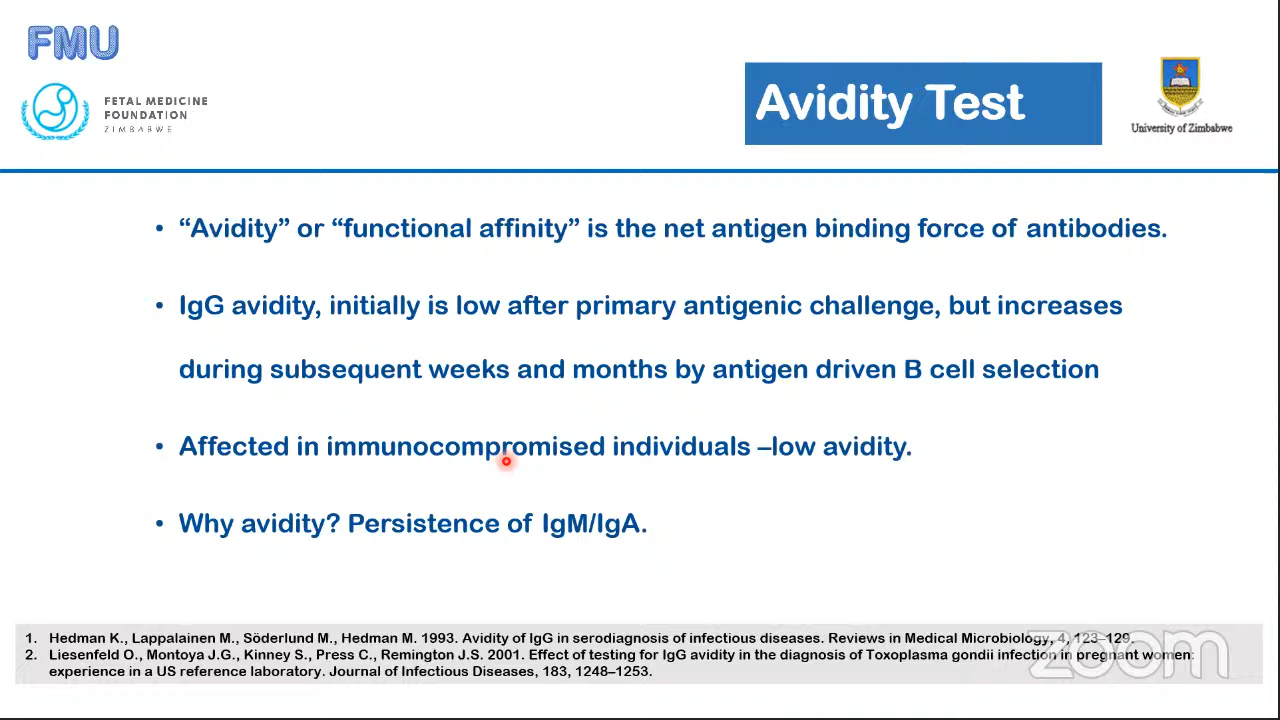 FMU
FETAL MEDICINE
FOUNDATION
ZIMBABWE
Avidity Test
University of Zimbabwe
• “Avidity” or “functional affinity” is the net antigen binding force of antibodies.
• IgG avidity, initially is low after primary antigenic challenge, but increases
during subsequent weeks and months by antigen driven B cell selection
• Affected in immunocompromised individuals –low avidity.
• Why avidity? Persistence of IgM/IgA.
1. Hedman K., Lappalainen M., Söderlund M., Hedman M. 1993. Avidity of IgG in serodiagnosis of infectious diseases. Reviews in Medical Microbiology, 4, 123–129.
2. Liesenfeld O., Montoya J.G., Kinney S., Press C., Remington J.S. 2001. Effect of testing for IgG avidity in the diagnosis of Toxoplasma gondii infection in pregnant women:
experience in a US reference laboratory. Journal of Infectious Diseases, 183, 1248–1253.
zoom